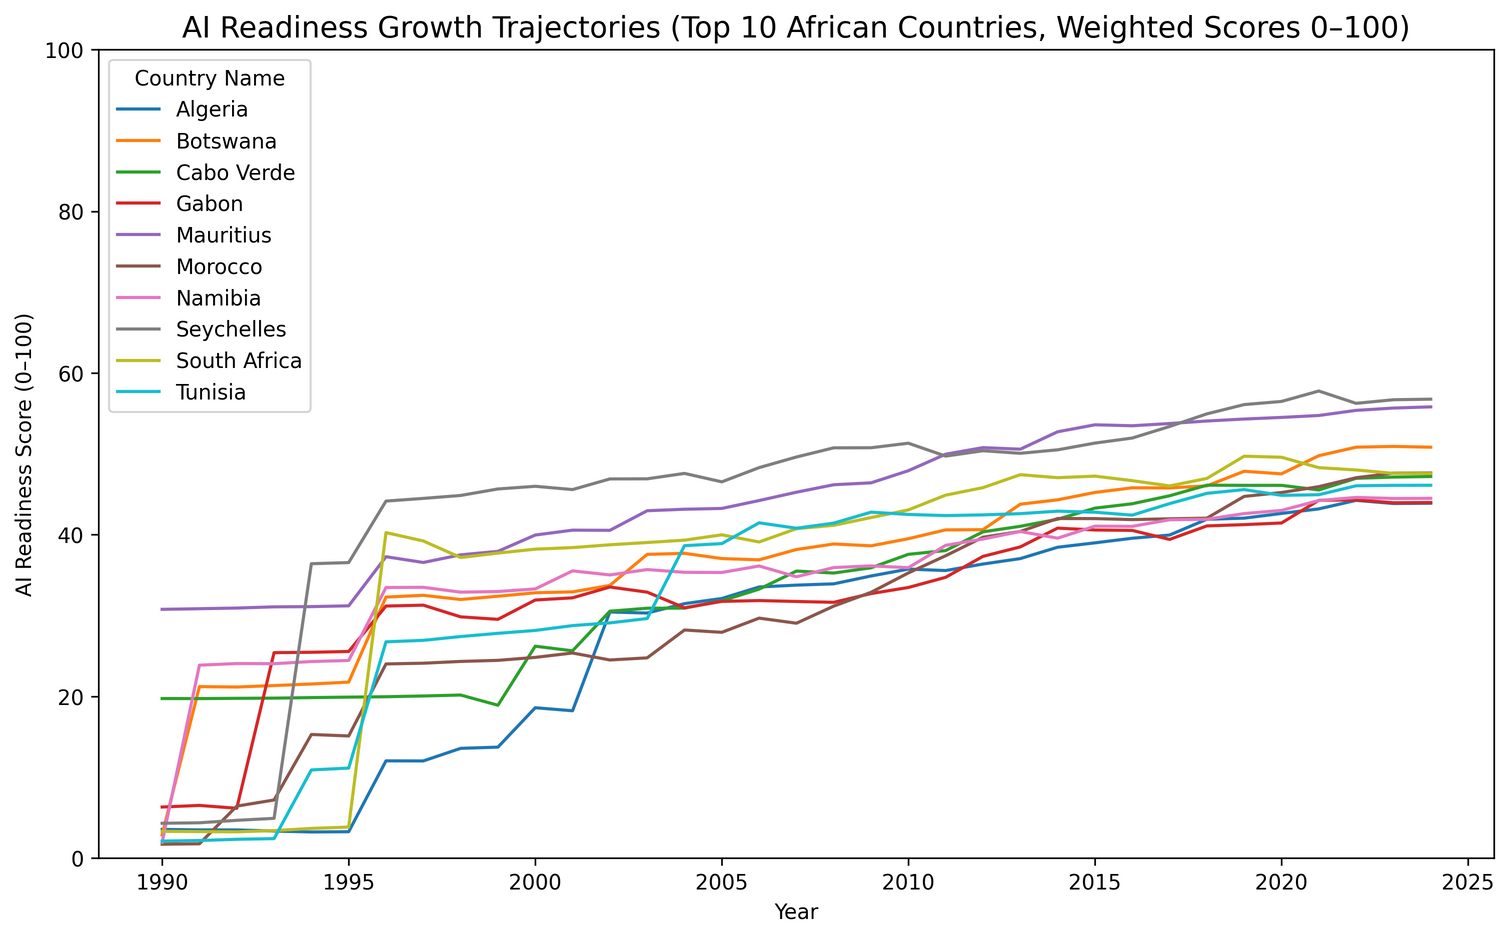 AI Readiness Growth Trajectories (Top 10 African Countries, Weighted Scores 0–100)
100
80
60
40
20
0
AI Readiness Score (0–100)
Country Name
Algeria
Botswana
Cabo Verde
Gabon
Mauritius
Morocco
Namibia
Seychelles
South Africa
Tunisia
1990
1995
2000
2005
2010
2015
2020
2025
Year